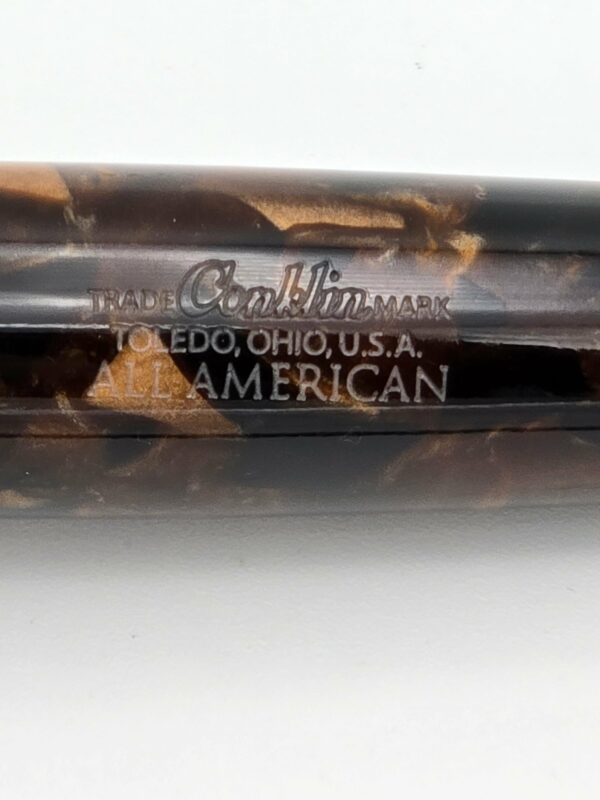 TRADE Conklin MARK
TOLEDO, OHIO, U.S.A.
ALL AMERICAN